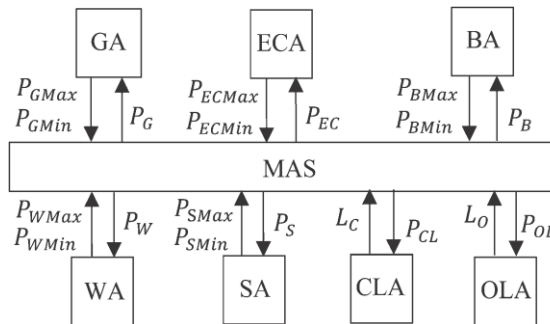 GA ECA BA
P_GMax P_ECMax P_BMax
P_GMin P_G P_ECMin P_EC P_BMin P_B
MAS
P_WMax P_W P_SMax P_S L_C P_CL L_O P_OL
P_WMin P_SMin
WA SA CLA OLA